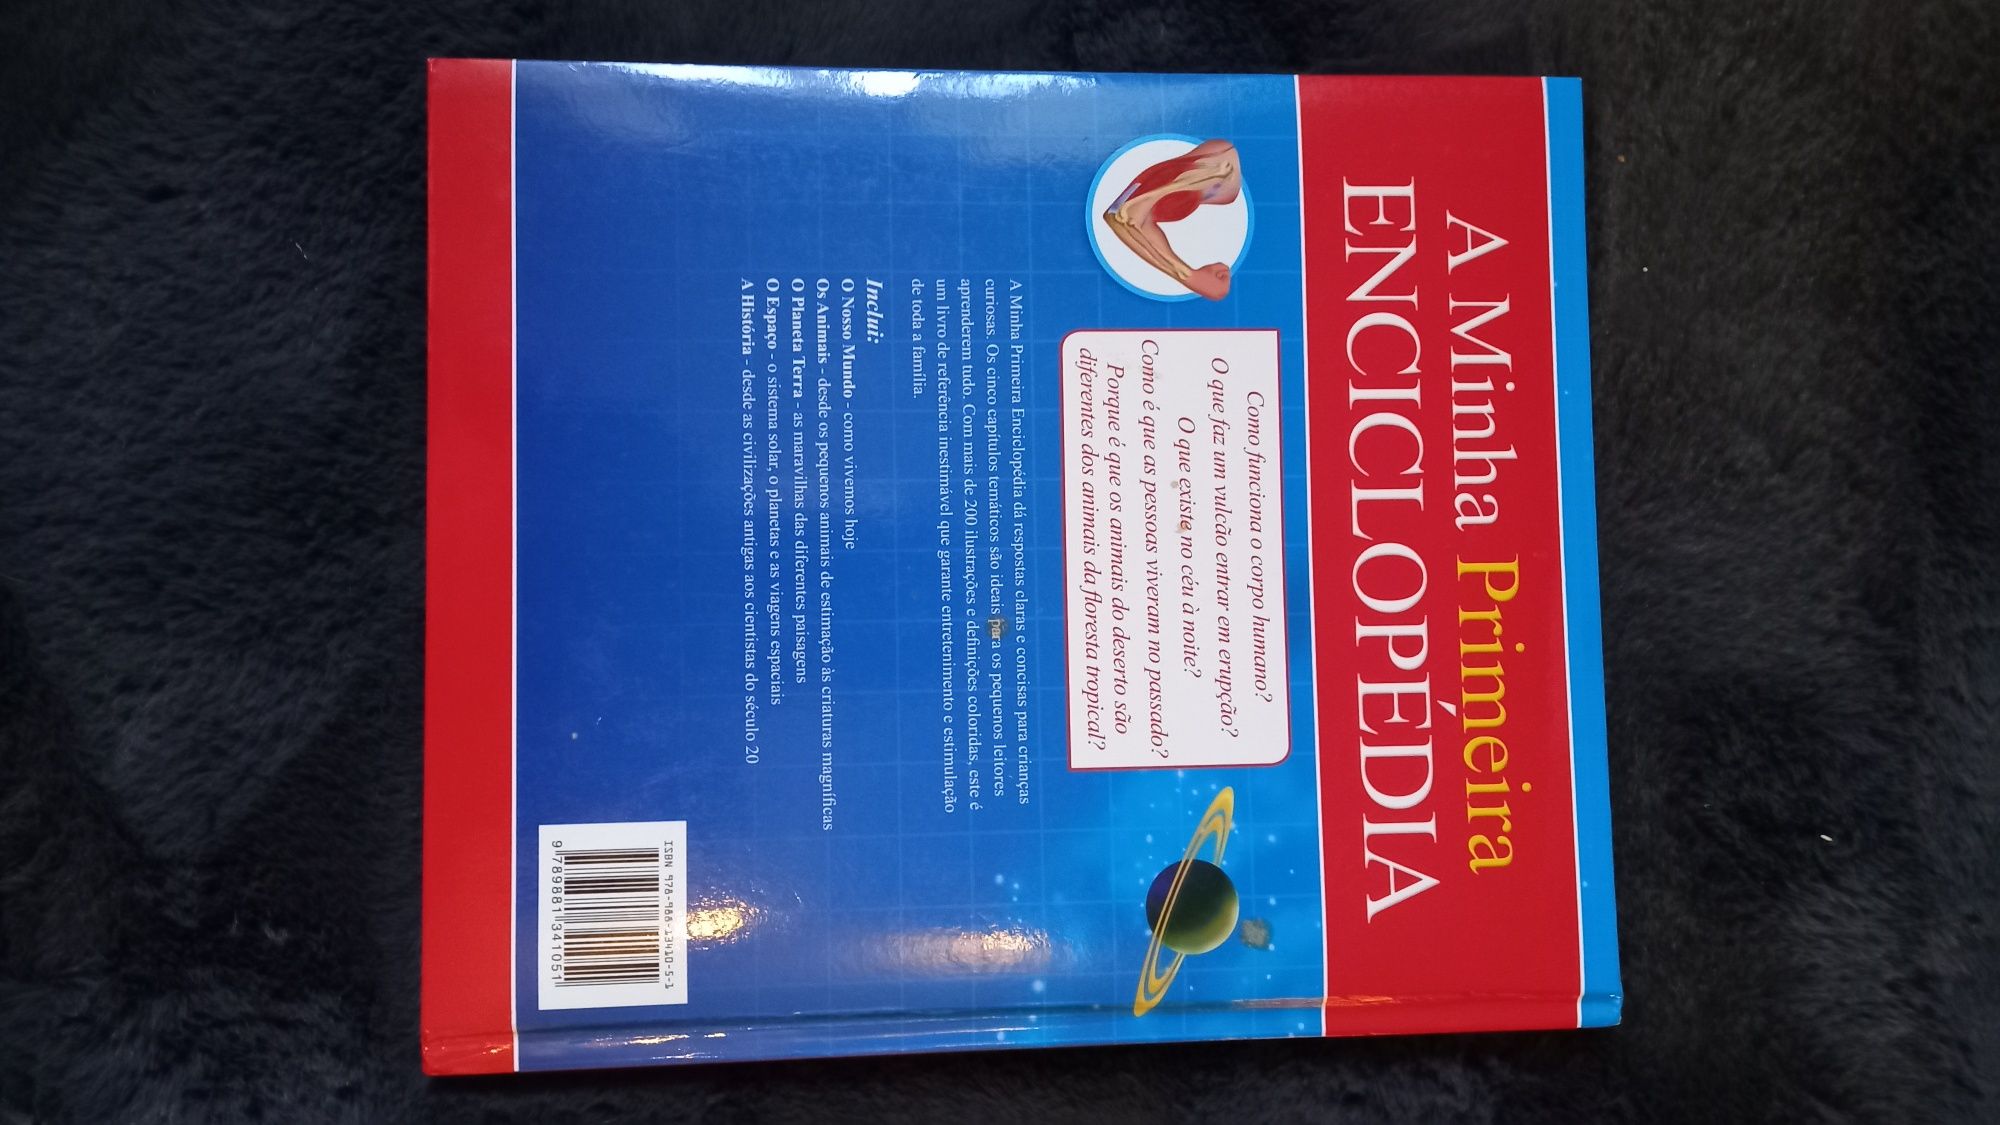 A Minha Primeira
ENCICLOPÉDIA
Como funciona o corpo humano?
O que faz um vulcão entrar em erupção?
O que existe no céu à noite?
Como é que as pessoas viveram no passado?
Porque é que os animais do deserto são
diferentes dos animais da floresta tropical?
A Minha Primeira Enciclopédia dá respostas claras e concisas para crianças
curiosas. Os cinco capítulos temáticos são ideais para os pequenos leitores
aprenderem tudo. Com mais de 200 ilustrações e definições coloridas, este é
um livro de referência inestimável que garante entretenimento e estimulação
de toda a família.
Inclui:
O Nosso Mundo - como vivemos hoje
Os Animais - desde os pequenos animais de estimação às criaturas magníficas
O Planeta Terra - as maravilhas das diferentes paisagens
O Espaço - o sistema solar, o planetas e as viagens espaciais
A História - desde as civilizações antigas aos cientistas do século 20
ISBN 978-988-13410-5-1
9 789881 341051